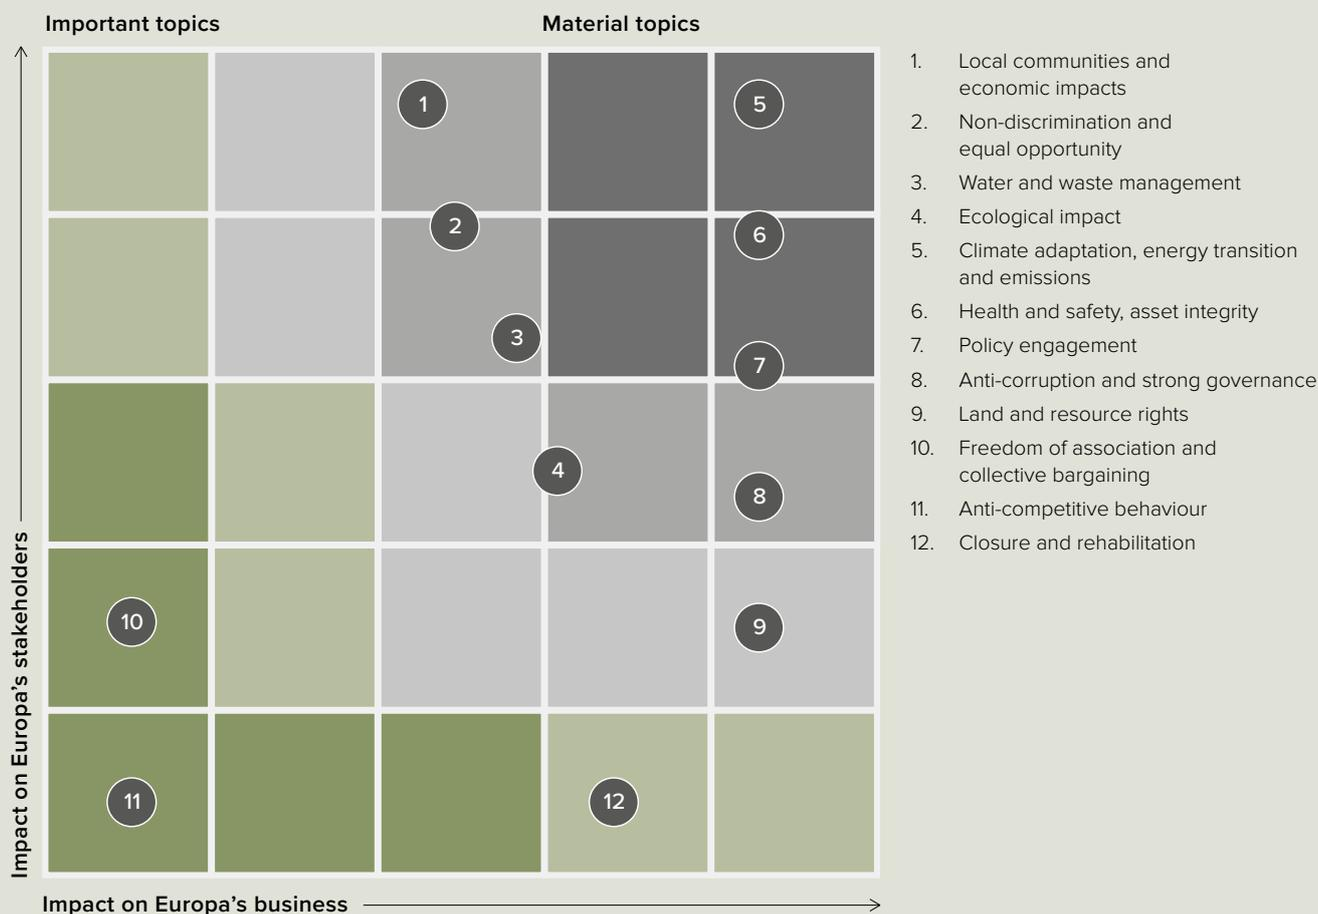 Important topics
Material topics
Impact on Europa’s stakeholders
1
5
2
6
3
7
4
8
10
9
11
12
Impact on Europa’s business
1. Local communities and
economic impacts
2. Non-discrimination and
equal opportunity
3. Water and waste management
4. Ecological impact
5. Climate adaptation, energy transition
and emissions
6. Health and safety, asset integrity
7. Policy engagement
8. Anti-corruption and strong governance
9. Land and resource rights
10. Freedom of association and
collective bargaining
11. Anti-competitive behaviour
12. Closure and rehabilitation